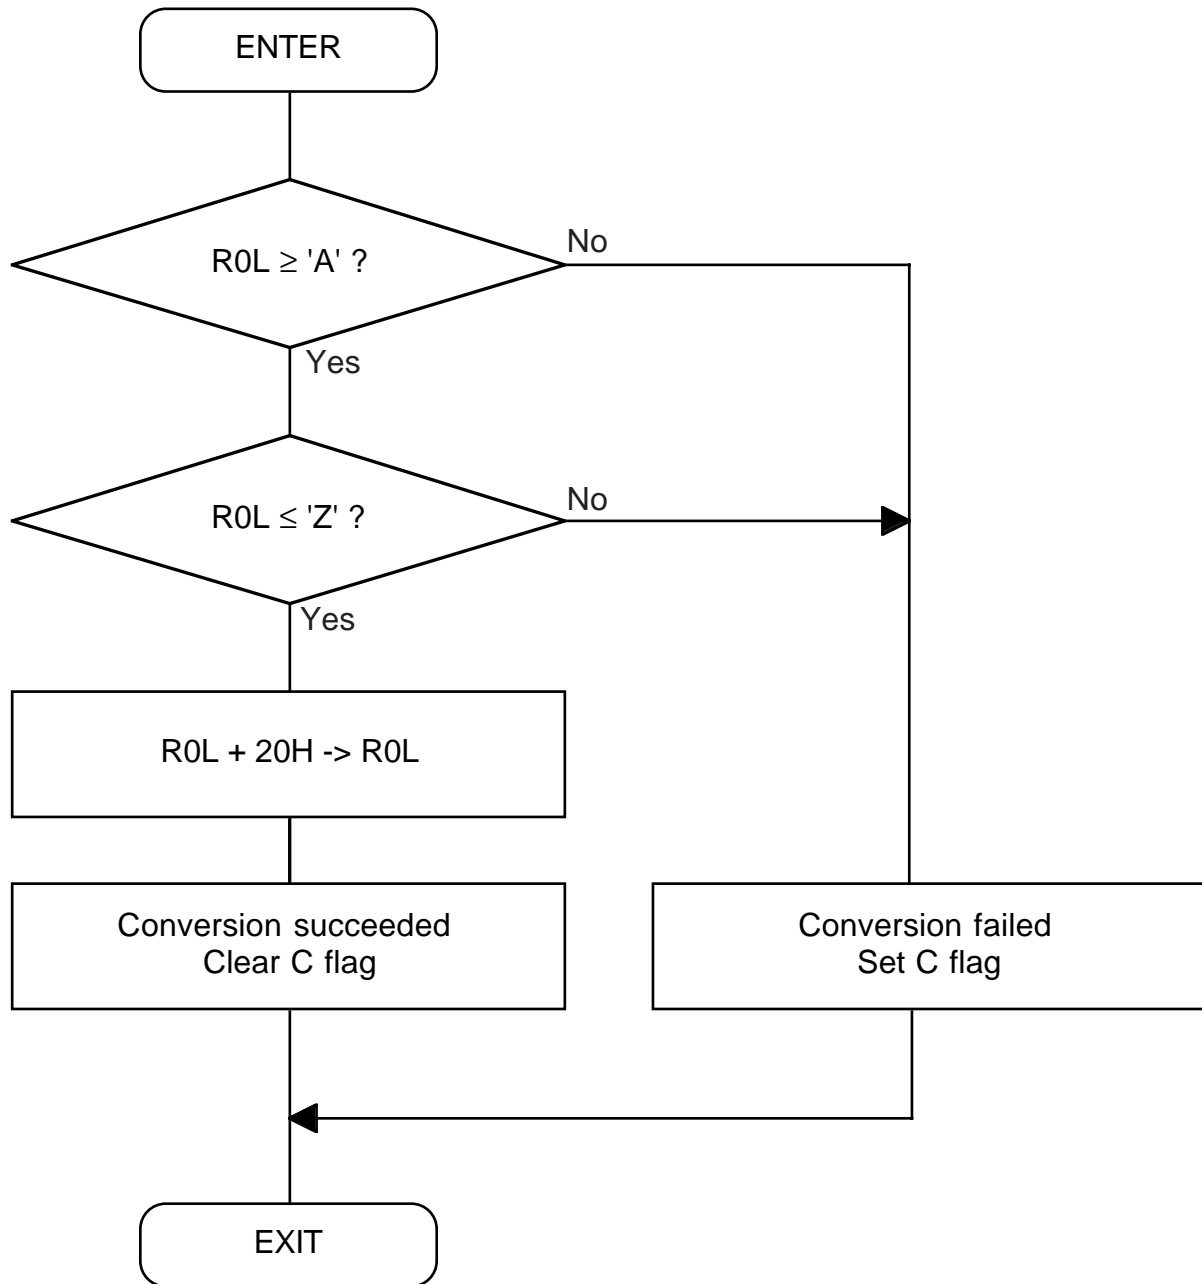 ENTER
R0L ≥ 'A' ?
No
Yes
R0L ≤ 'Z' ?
No
Yes
R0L + 20H -> R0L
Conversion succeeded
Clear C flag
Conversion failed
Set C flag
EXIT